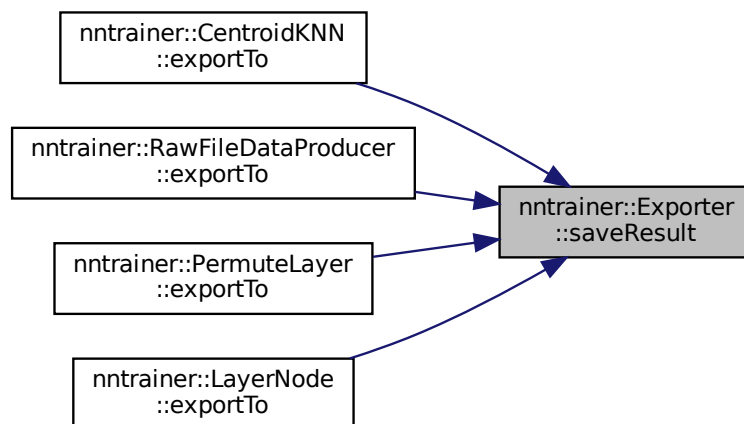 nntrainer::CentroidKNN
::exportTo
nntrainer::RawFileDataProducer
::exportTo
nntrainer::Exporter
::saveResult
nntrainer::PermuteLayer
::exportTo
nntrainer::LayerNode
::exportTo